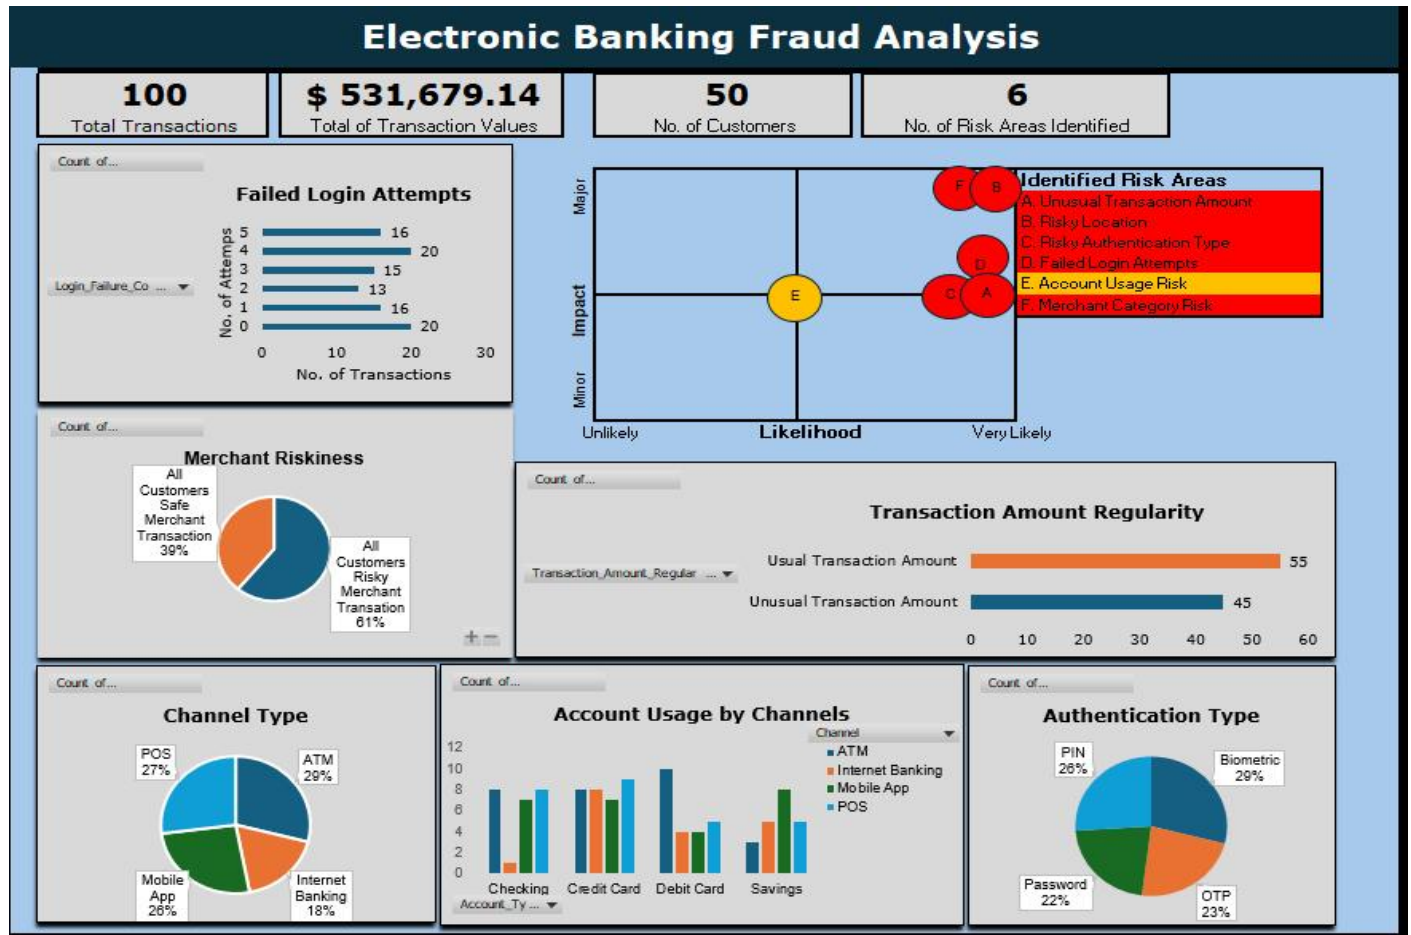 Electronic Banking Fraud Analysis
100
Total Transactions
$ 531,679.14
Total of Transaction Values
50
No. of Customers
6
No. of Risk Areas Identified
Count of...
Failed Login Attempts
Login_Failure_Co ...
No. of Attemps
5
16
4
20
3
15
2
13
1
16
0
20
0 10 20 30
No. of Transactions
Major
Impact
Minor
F
B
D
E
C
A
Unlikely
Likelihood
Very Likely
Identified Risk Areas
A. Unusual Transaction Amount
B. Risky Location
C. Risky Authentication Type
D. Failed Login Attempts
E. Account Usage Risk
F. Merchant Category Risk
Count of...
Merchant Riskiness
All
Customers
Safe
Merchant
Transaction
39%
All
Customers
Risky
Merchant
Transation
61%
Count of...
Transaction Amount Regularity
Transaction_Amount_Regular ...
Usual Transaction Amount
55
Unusual Transaction Amount
45
0 10 20 30 40 50 60
Count of...
Channel Type
POS
27%
ATM
29%
Mobile
App
26%
Internet
Banking
18%
Count of...
Account Usage by Channels
Channel
ATM
Internet Banking
Mobile App
POS
12
10
8
6
4
2
0
Checking Credit Card Debit Card Savings
Account_Ty ...
Count of...
Authentication Type
PIN
26%
Biometric
29%
Password
22%
OTP
23%